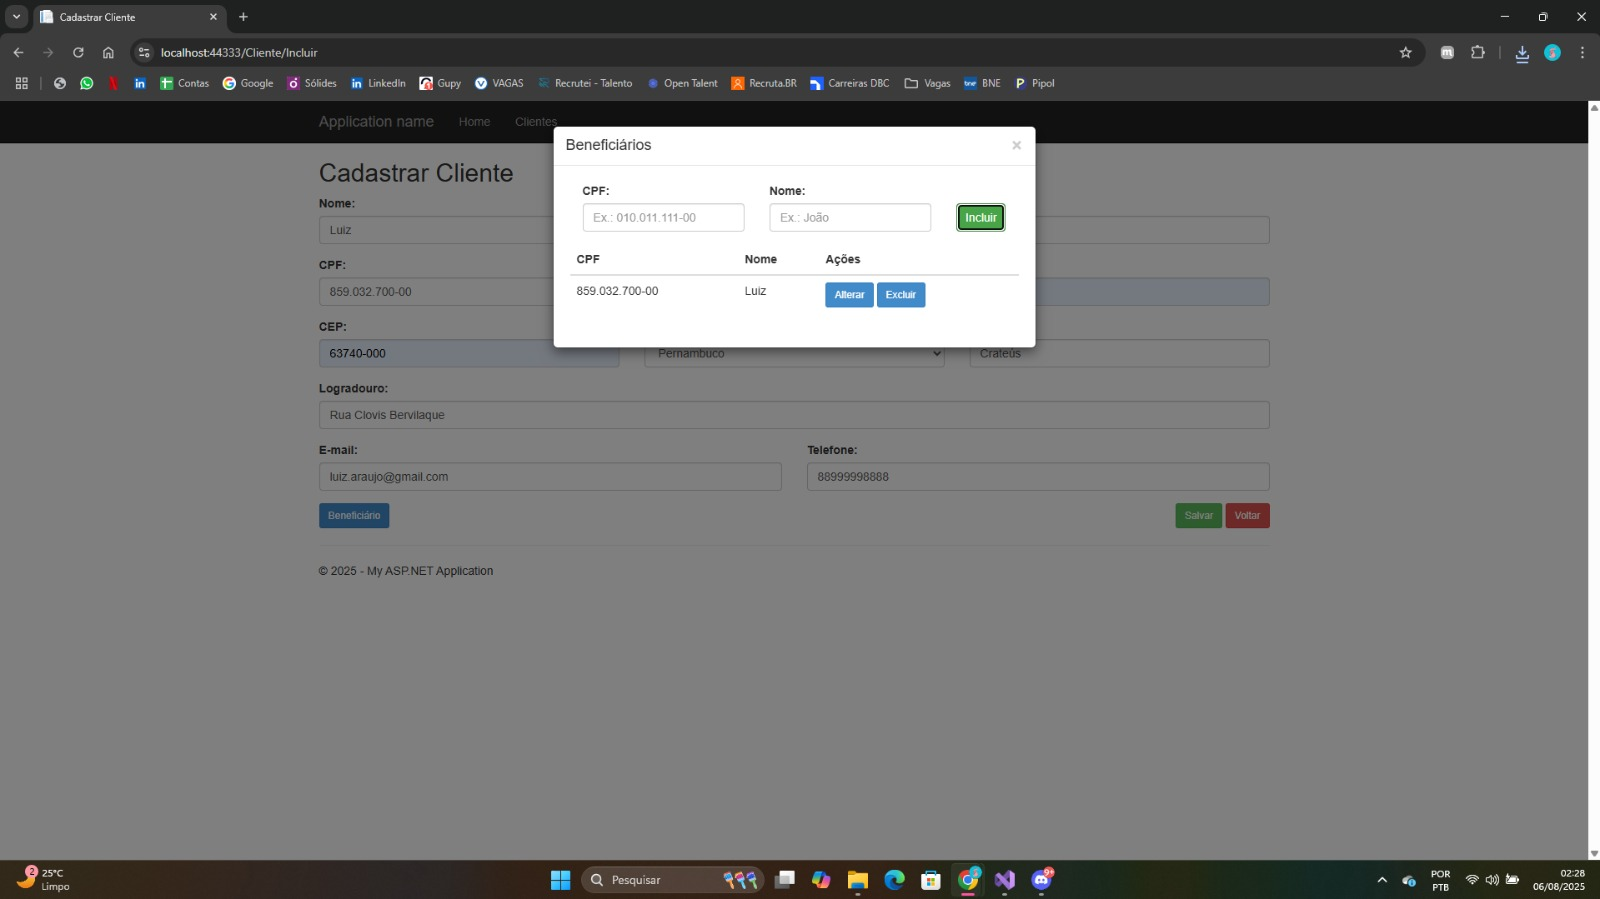 Cadastrar Cliente
localhost:44333/Cliente/Incluir
Contas Google Sólides LinkedIn Gupy VAGAS Recrutei - Talento Open Talent Recruta.BR Carreiras DBC Vagas BNE Pipol
Application name Home Clientes
Beneficiários
×
CPF: Nome:
Ex.: 010.011.111-00 Ex.: João Incluir
CPF Nome Ações
859.032.700-00 Luiz Alterar Excluir
Cadastrar Cliente
Nome:
Luiz
CPF:
859.032.700-00
CEP:
63740-000 Pernambuco Crateús
Logradouro:
Rua Clovis Bervilaque
E-mail: Telefone:
luiz.araujo@gmail.com 88999998888
Beneficiário Salvar Voltar
© 2025 - My ASP.NET Application
2
25°C
Limpo
Pesquisar
9+
POR
PTB
02:28
06/08/2025